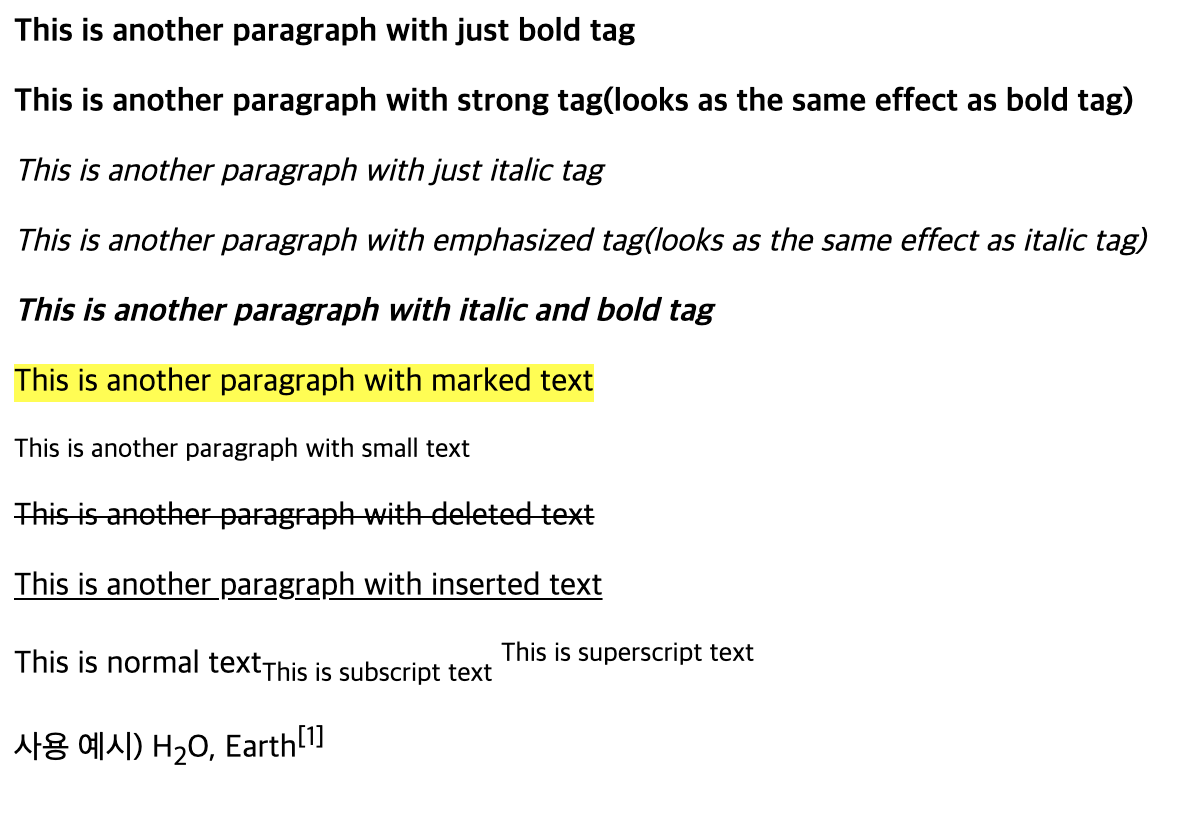 This is another paragraph with just bold tag
This is another paragraph with strong tag(looks as the same effect as bold tag)
This is another paragraph with just italic tag
This is another paragraph with emphasized tag(looks as the same effect as italic tag)
This is another paragraph with italic and bold tag
This is another paragraph with marked text
This is another paragraph with small text
This is another paragraph with deleted text
This is another paragraph with inserted text
This is normal textThis is subscript text This is superscript text
사용 예시) H₂O, Earth[1]